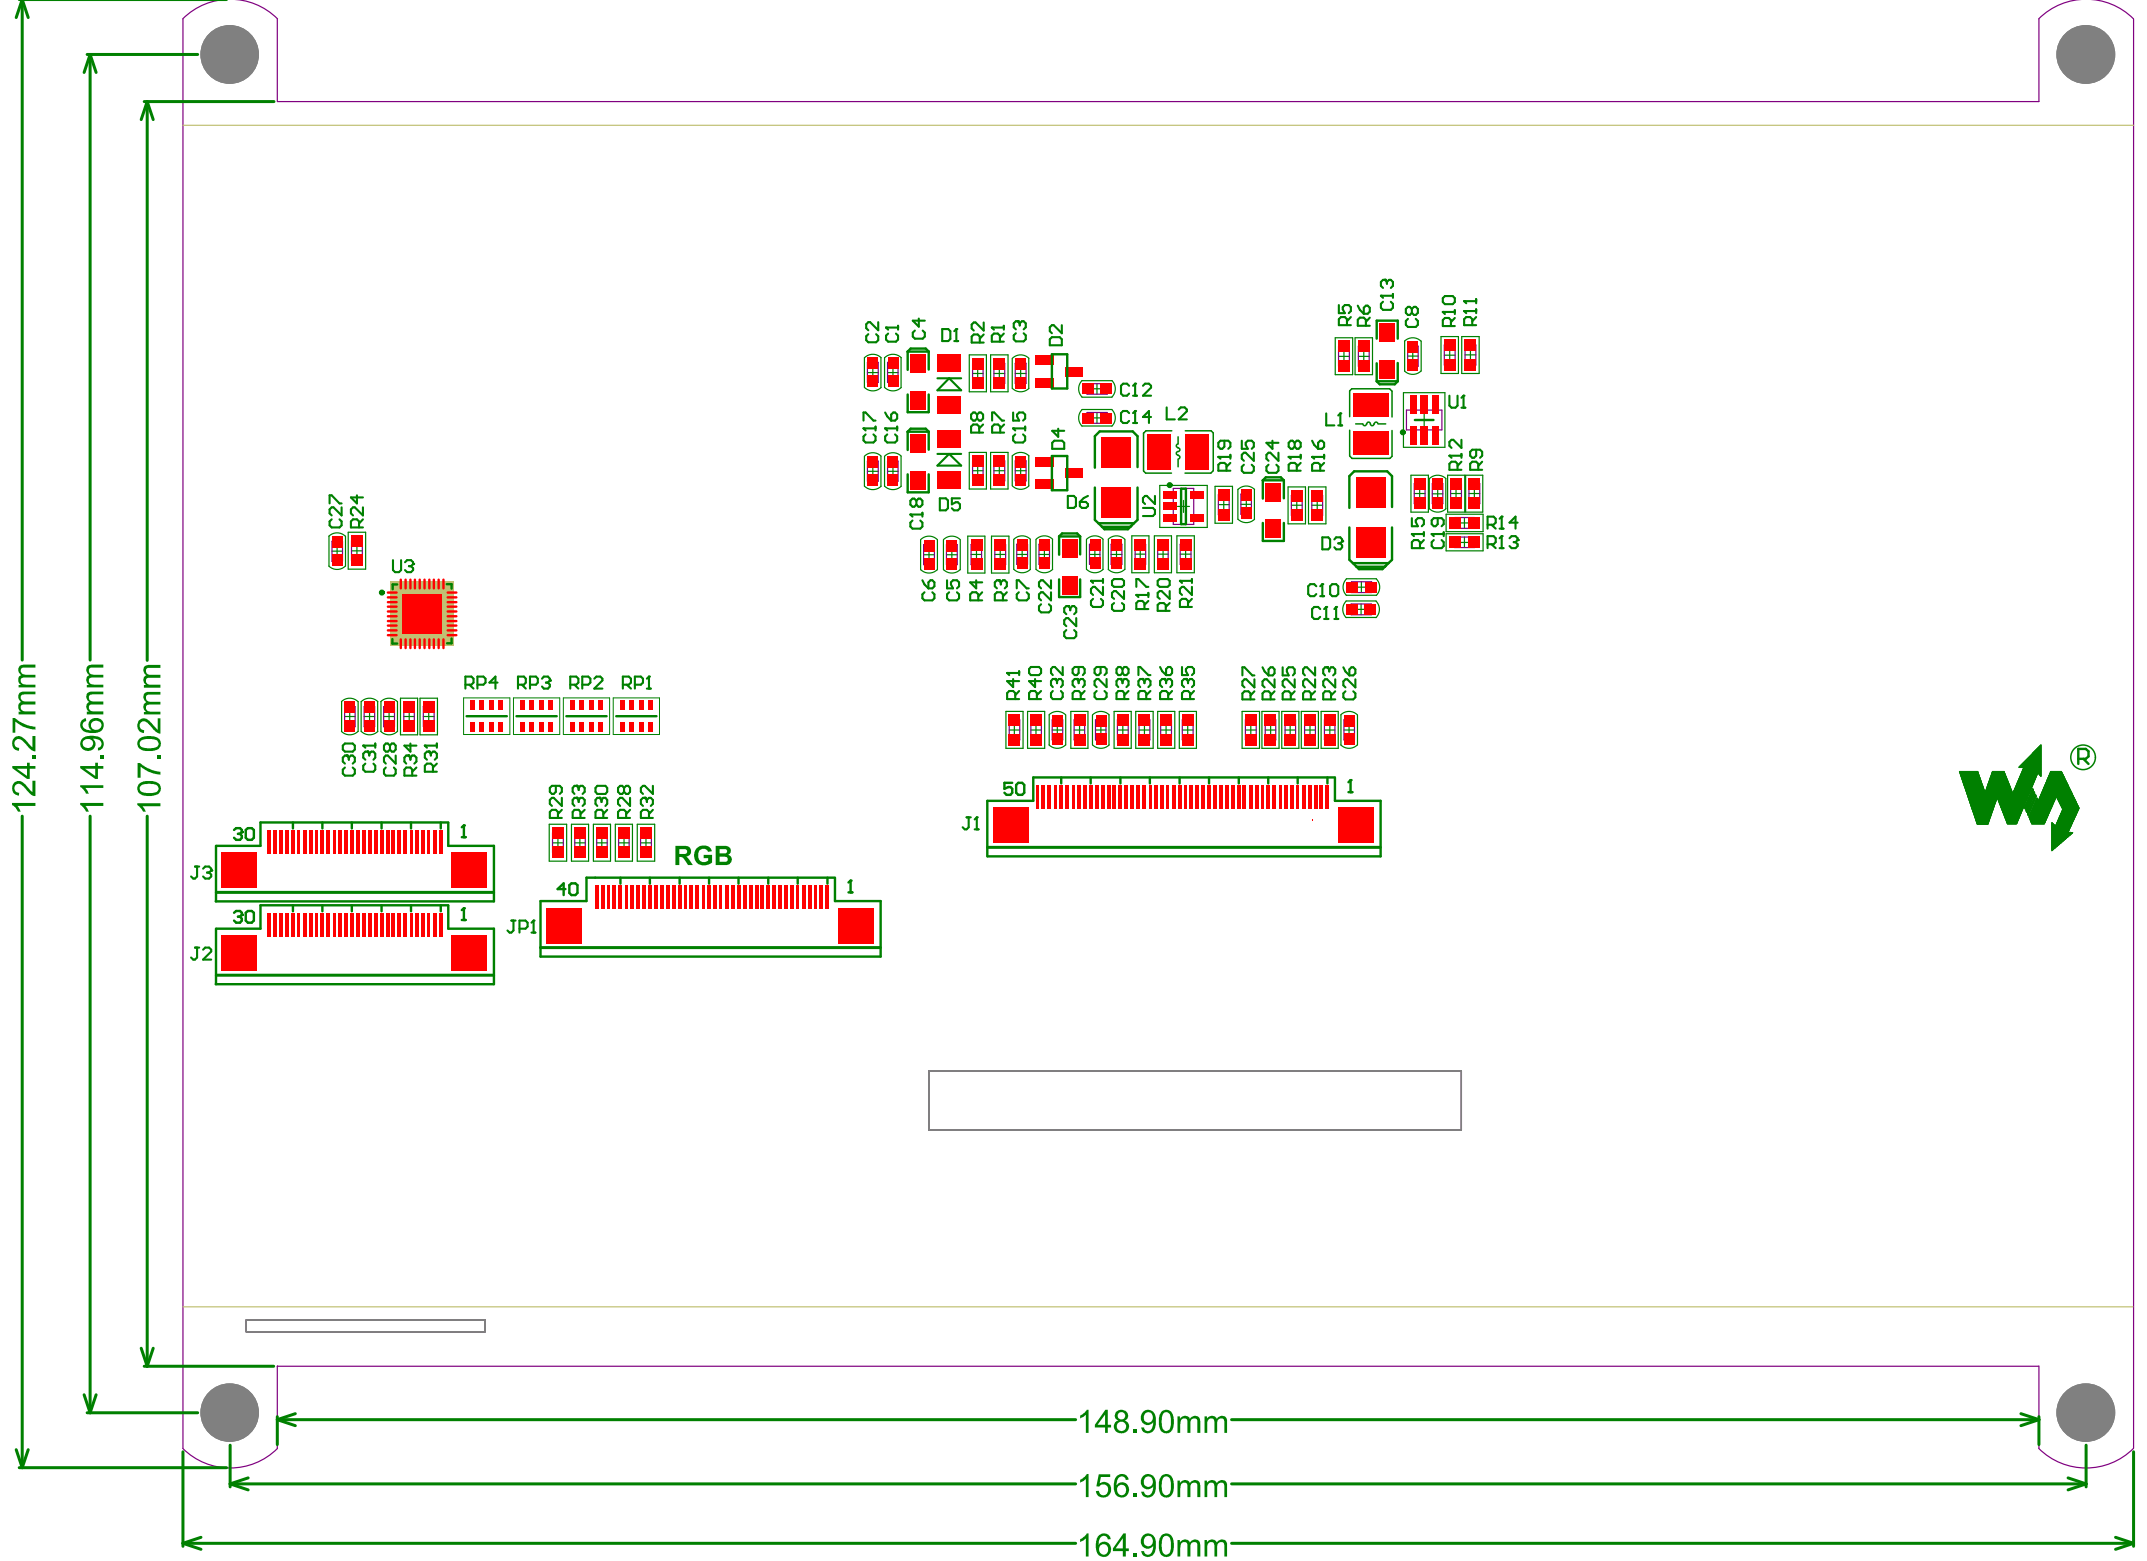 C13
R5
R6
C8
R10
R11
C2
C1
C4
D1
R2
R1
C3
D2
C12
C14
L2
L1
U1
C17
C16
R8
R7
C15
D4
R19
C25
C24
R18
R16
R12
R9
C18
D5
D6
U2
D3
R15
C19
R14
R13
C27
R24
U3
C6
C5
R4
R3
C7
C22
C23
C21
C20
R17
R20
R21
C10
C11
RP4
RP3
RP2
RP1
R41
R40
C32
R39
C29
R38
R37
R36
R35
R27
R26
R25
R22
R23
C26
C30
C31
C28
R34
R31
124.27mm
114.96mm
107.02mm
®
R29
R33
R30
R28
R32
50
1
J1
30
1
J3
RGB
40
1
JP1
30
1
J2
148.90mm
156.90mm
164.90mm